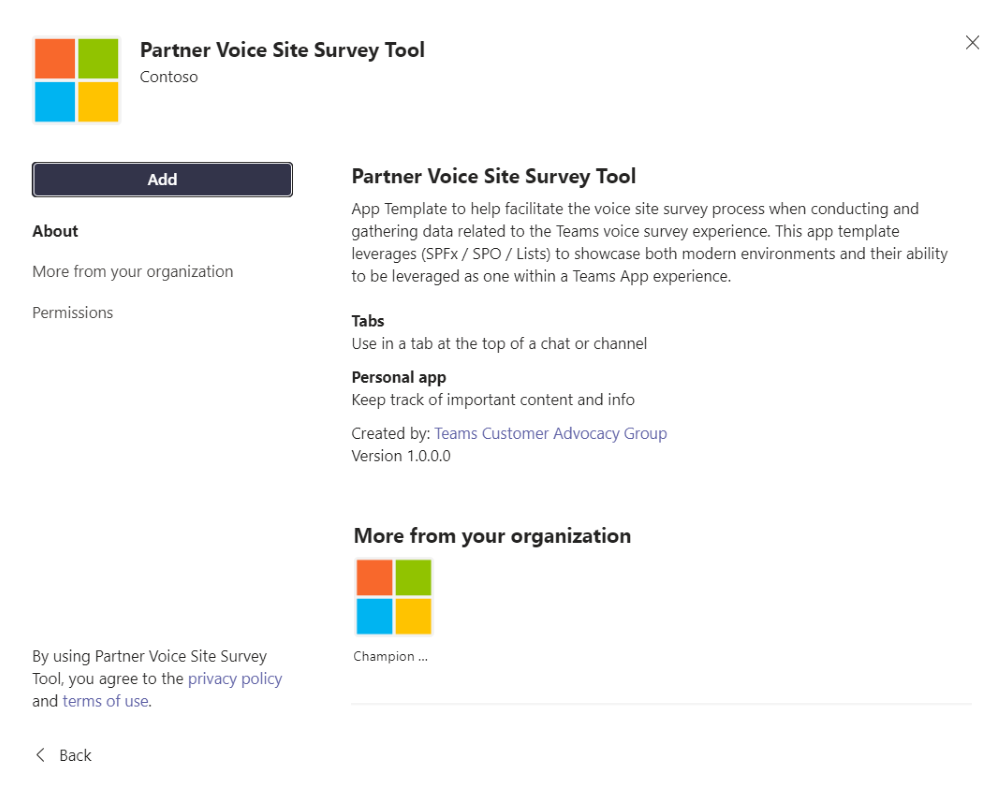 Partner Voice Site Survey Tool
Contoso
Add
About
More from your organization
Permissions
Partner Voice Site Survey Tool
App Template to help facilitate the voice site survey process when conducting and
gathering data related to the Teams voice survey experience. This app template
leverages (SPFx / SPO / Lists) to showcase both modern environments and their ability
to be leveraged as one within a Teams App experience.
Tabs
Use in a tab at the top of a chat or channel
Personal app
Keep track of important content and info
Created by: Teams Customer Advocacy Group
Version 1.0.0.0
More from your organization
Champion ...
By using Partner Voice Site Survey
Tool, you agree to the privacy policy
and terms of use.
Back